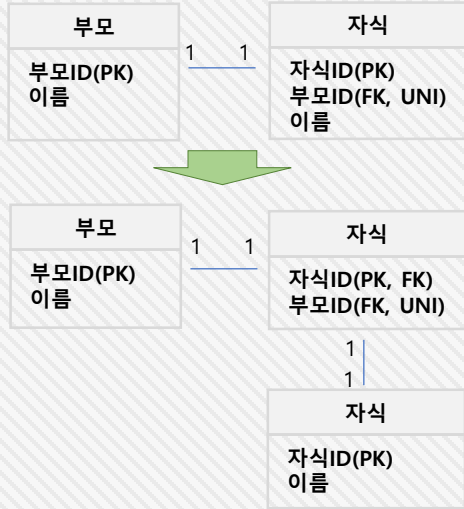 부모
부모ID(PK)
이름
1 1
자식
자식ID(PK)
부모ID(FK, UNI)
이름
부모
부모ID(PK)
이름
1 1
자식
자식ID(PK, FK)
부모ID(FK, UNI)
1
1
자식
자식ID(PK)
이름